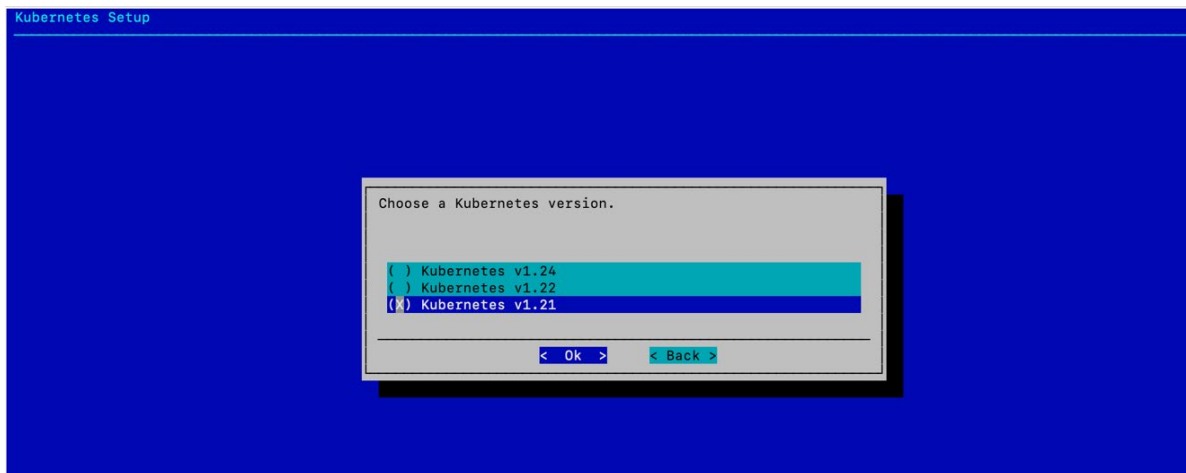 Kubernetes Setup
Choose a Kubernetes version.
( ) Kubernetes v1.24
( ) Kubernetes v1.22
(X) Kubernetes v1.21
< Ok > < Back >